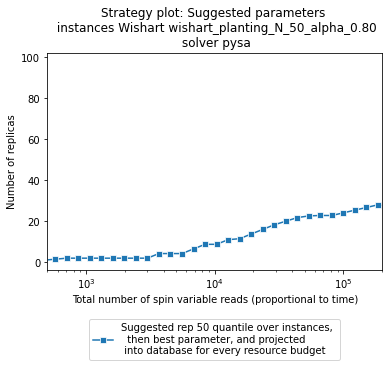 Strategy plot: Suggested parameters
instances Wishart wishart_planting_N_50_alpha_0.80
solver pysa
100
80
60
40
20
0
Number of replicas
10^3 10^4 10^5
Total number of spin variable reads (proportional to time)
Suggested rep 50 quantile over instances,
then best parameter, and projected
into database for every resource budget